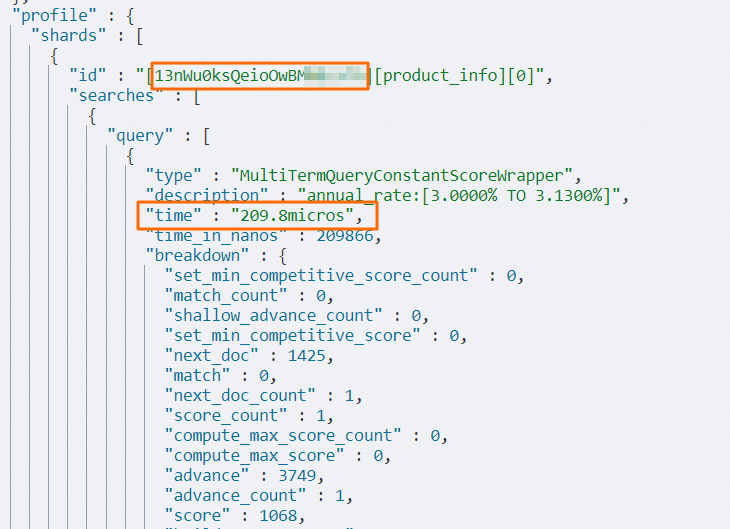 },
"profile" : {
"shards" : [
{
"id" : "[13nWu0ksQeioOwBM][product_info][0]",
"searches" : [
{
"query" : [
{
"type" : "MultiTermQueryConstantScoreWrapper",
"description" : "annual_rate:[3.0000% TO 3.1300%]",
"time" : "209.8micros",
"time_in_nanos" : 209866,
"breakdown" : {
"set_min_competitive_score_count" : 0,
"match_count" : 0,
"shallow_advance_count" : 0,
"set_min_competitive_score" : 0,
"next_doc" : 1425,
"match" : 0,
"next_doc_count" : 1,
"score_count" : 1,
"compute_max_score_count" : 0,
"compute_max_score" : 0,
"advance" : 3749,
"advance_count" : 1,
"score" : 1068,